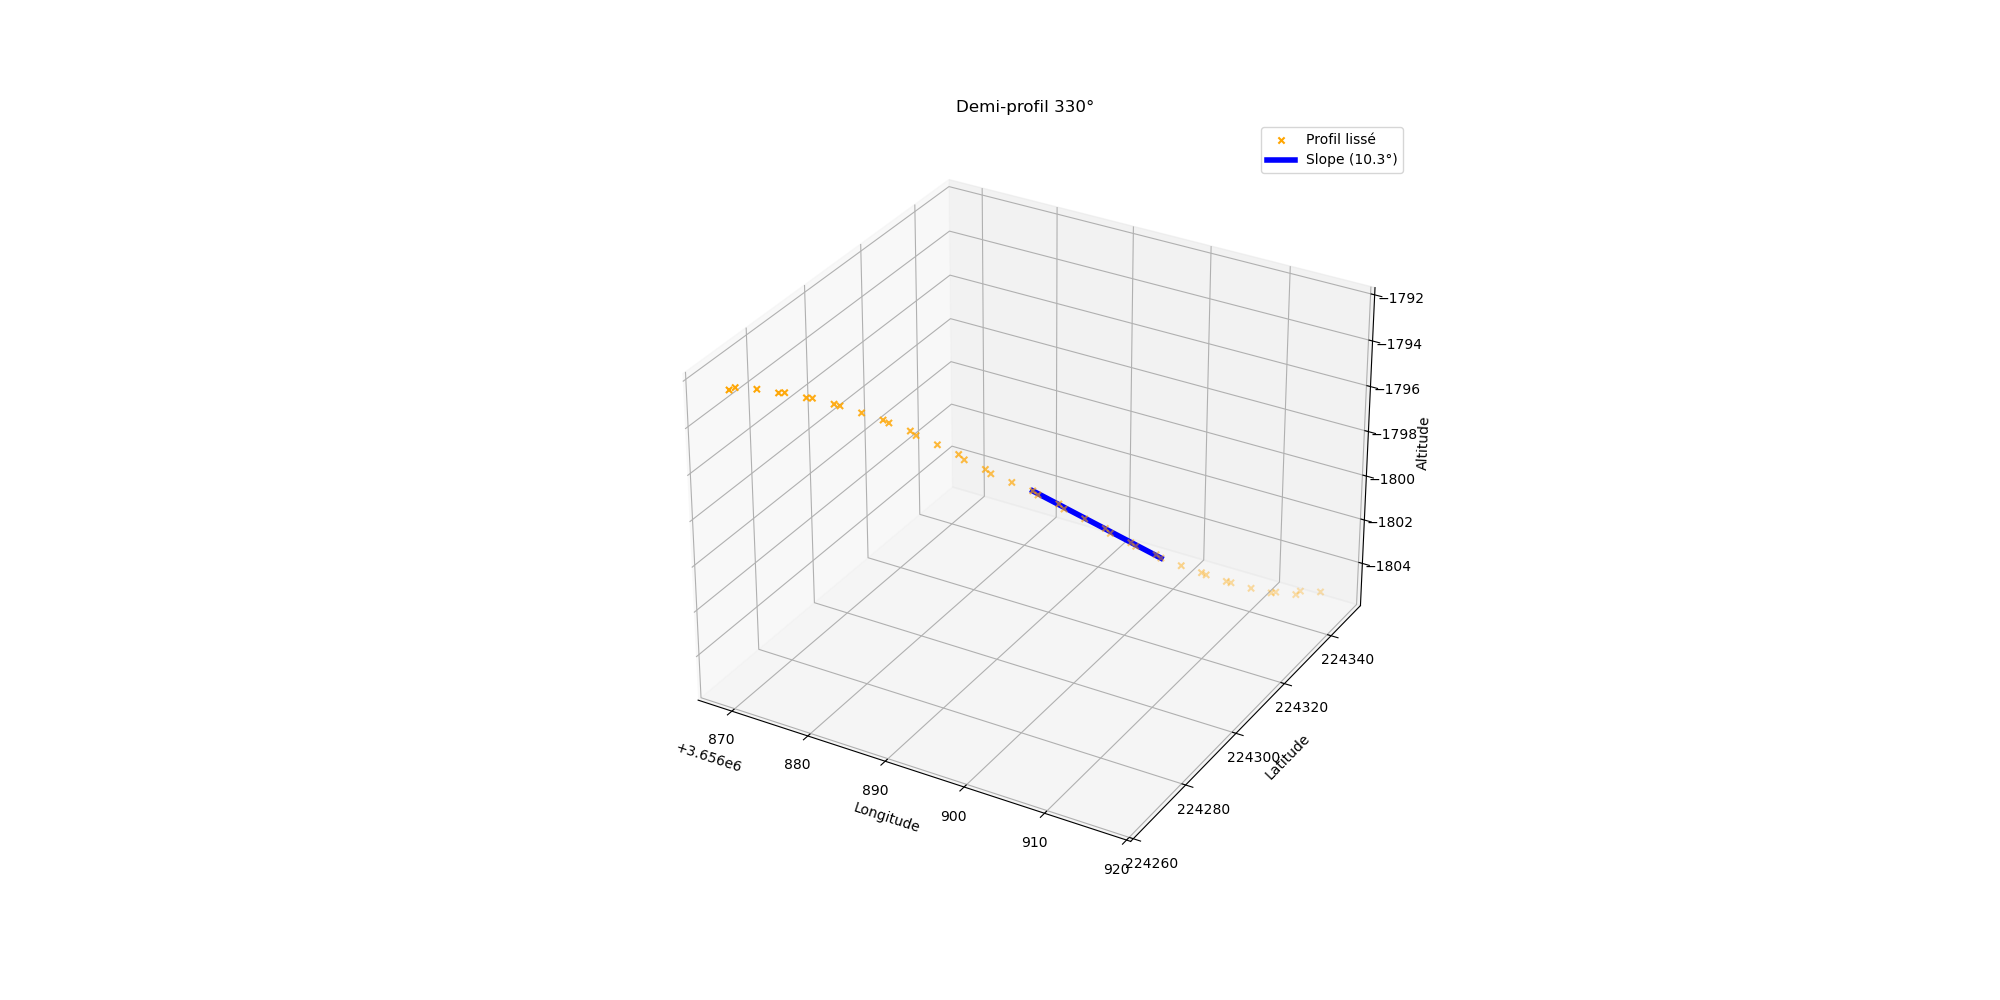 Demi-profil 330°
Profil lissé
Slope (10.3°)
−1792
−1794
−1796
−1798
−1800
−1802
−1804
Altitude
224340
224320
224300
224280
224260
Latitude
870
880
890
900
910
920
+3.656e6
Longitude